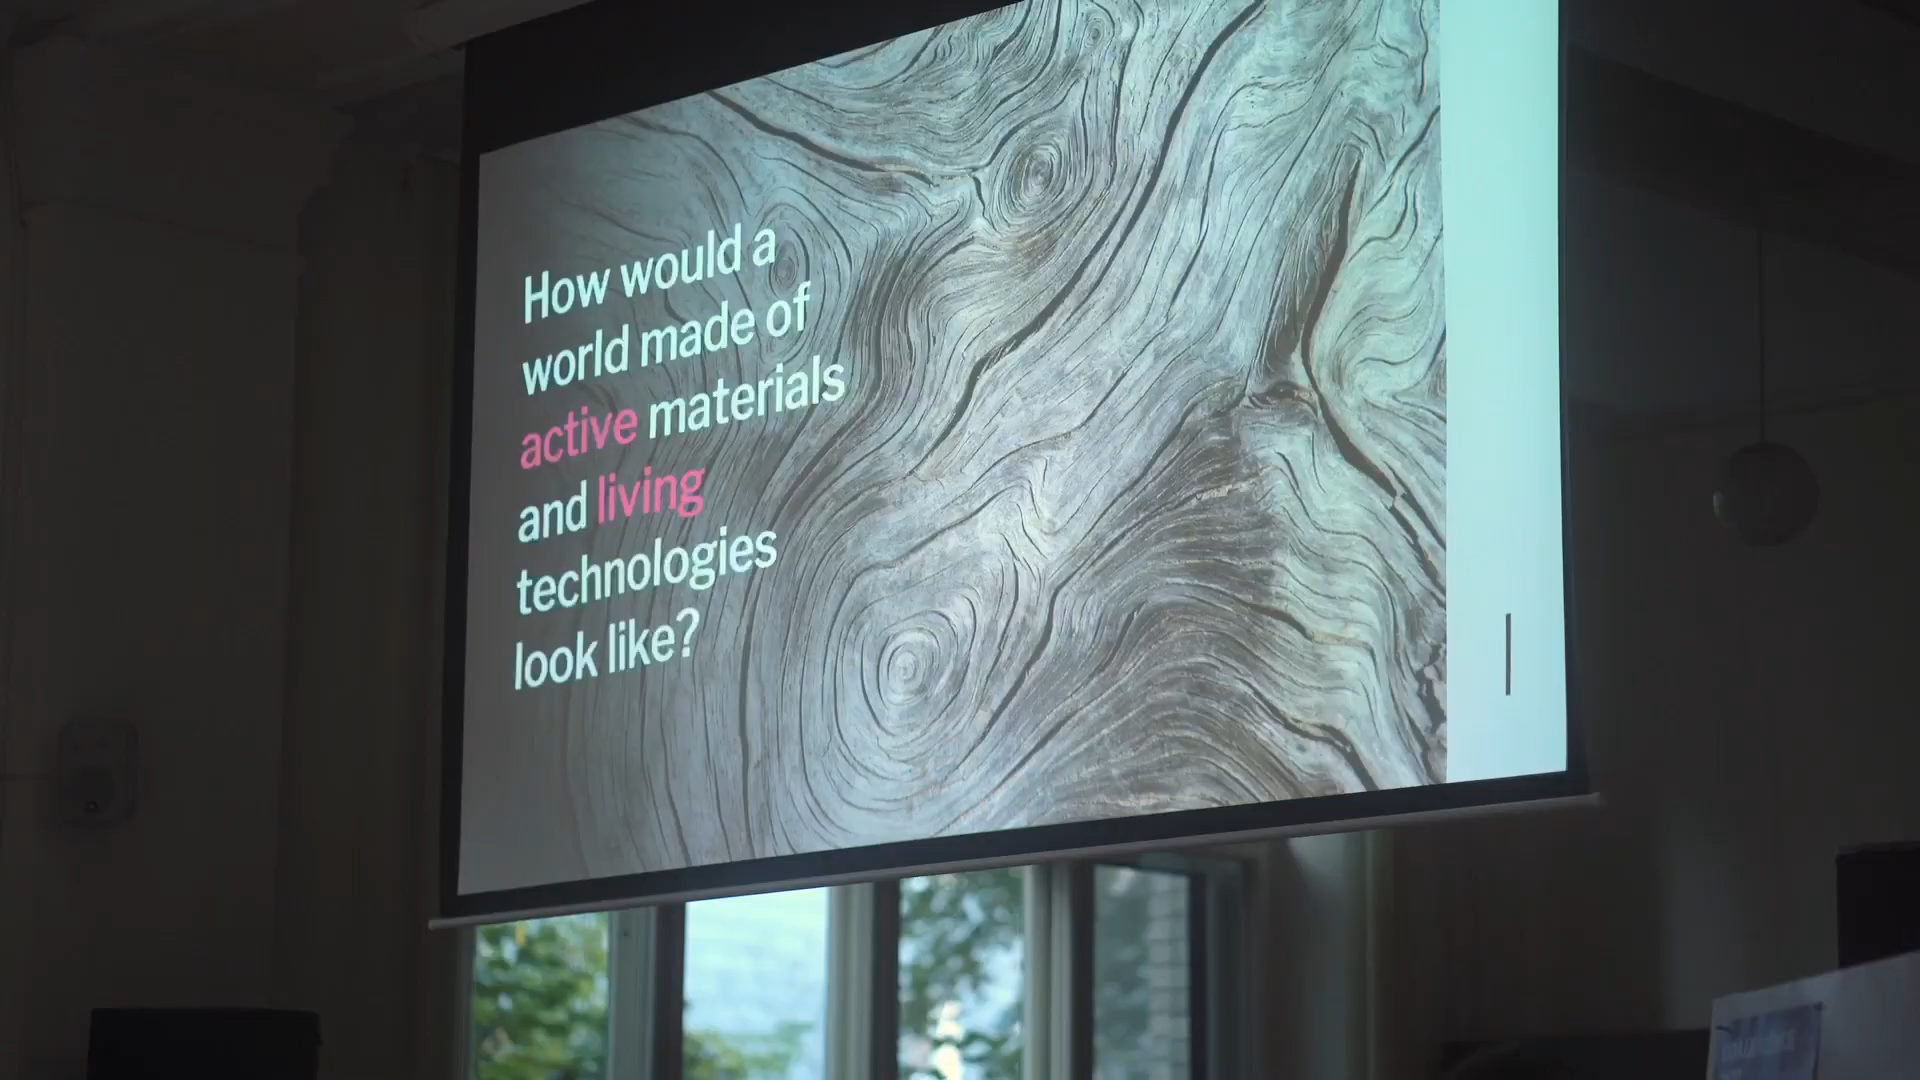 How would a
world made of
active materials
and living
technologies
look like?